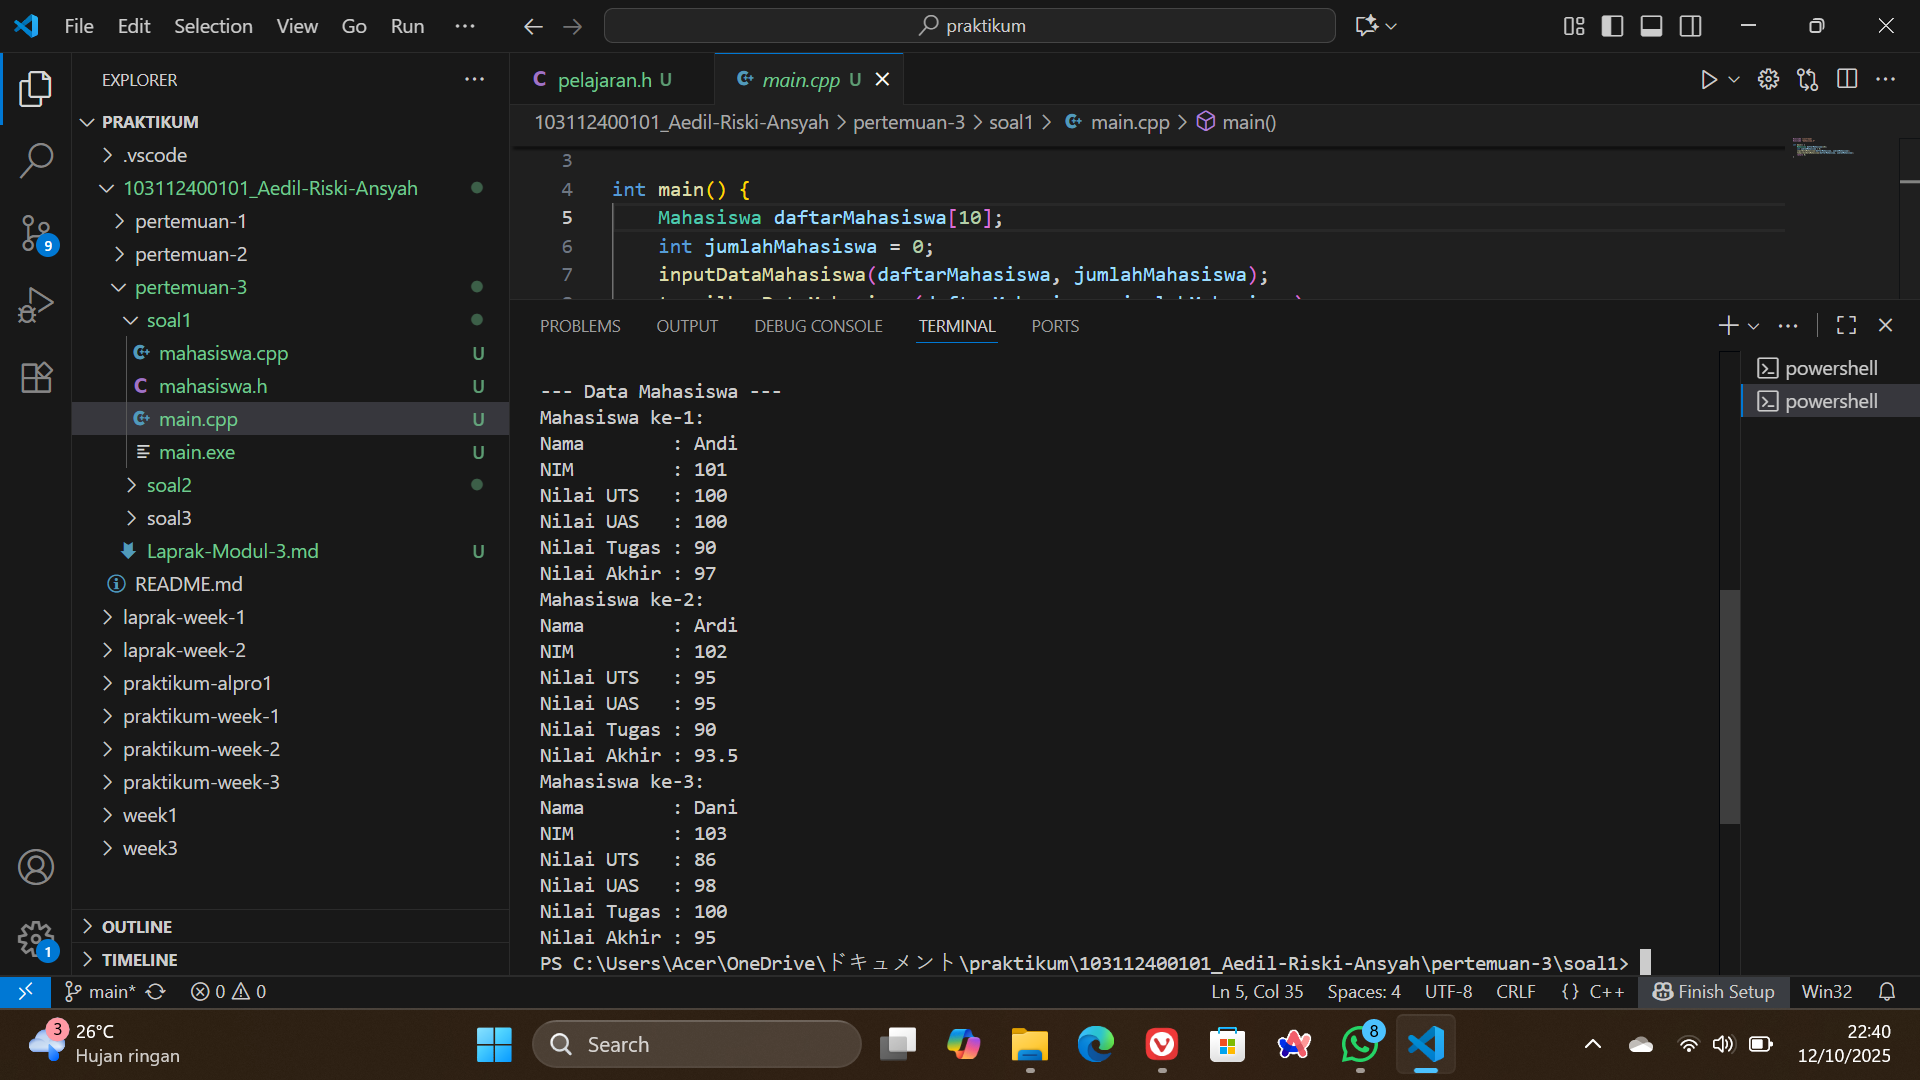 File Edit Selection View Go Run ···
praktikum
EXPLORER
PRAKTIKUM
.vscode
103112400101_Aedil-Riski-Ansyah
pertemuan-1
pertemuan-2
pertemuan-3
soal1
mahasiswa.cpp U
mahasiswa.h U
main.cpp U
main.exe U
soal2
soal3
Laprak-Modul-3.md U
README.md
laprak-week-1
laprak-week-2
praktikum-alpro1
praktikum-week-1
praktikum-week-2
praktikum-week-3
week1
week3
OUTLINE
TIMELINE
9
1
pelajaran.h U main.cpp U
103112400101_Aedil-Riski-Ansyah > pertemuan-3 > soal1 > main.cpp > main()
3
4 int main() {
5 Mahasiswa daftarMahasiswa[10];
6 int jumlahMahasiswa = 0;
7 inputDataMahasiswa(daftarMahasiswa, jumlahMahasiswa);
PROBLEMS OUTPUT DEBUG CONSOLE TERMINAL PORTS
powershell
powershell
--- Data Mahasiswa ---
Mahasiswa ke-1:
Nama : Andi
NIM : 101
Nilai UTS : 100
Nilai UAS : 100
Nilai Tugas : 90
Nilai Akhir : 97
Mahasiswa ke-2:
Nama : Ardi
NIM : 102
Nilai UTS : 95
Nilai UAS : 95
Nilai Tugas : 90
Nilai Akhir : 93.5
Mahasiswa ke-3:
Nama : Dani
NIM : 103
Nilai UTS : 86
Nilai UAS : 98
Nilai Tugas : 100
Nilai Akhir : 95
PS C:\Users\Acer\OneDrive\ドキュメント\praktikum\103112400101_Aedil-Riski-Ansyah\pertemuan-3\soal1>
main* 0 0 Ln 5, Col 35 Spaces: 4 UTF-8 CRLF {} C++ Finish Setup Win32
3 26°C
Hujan ringan
Search
8
22:40
12/10/2025